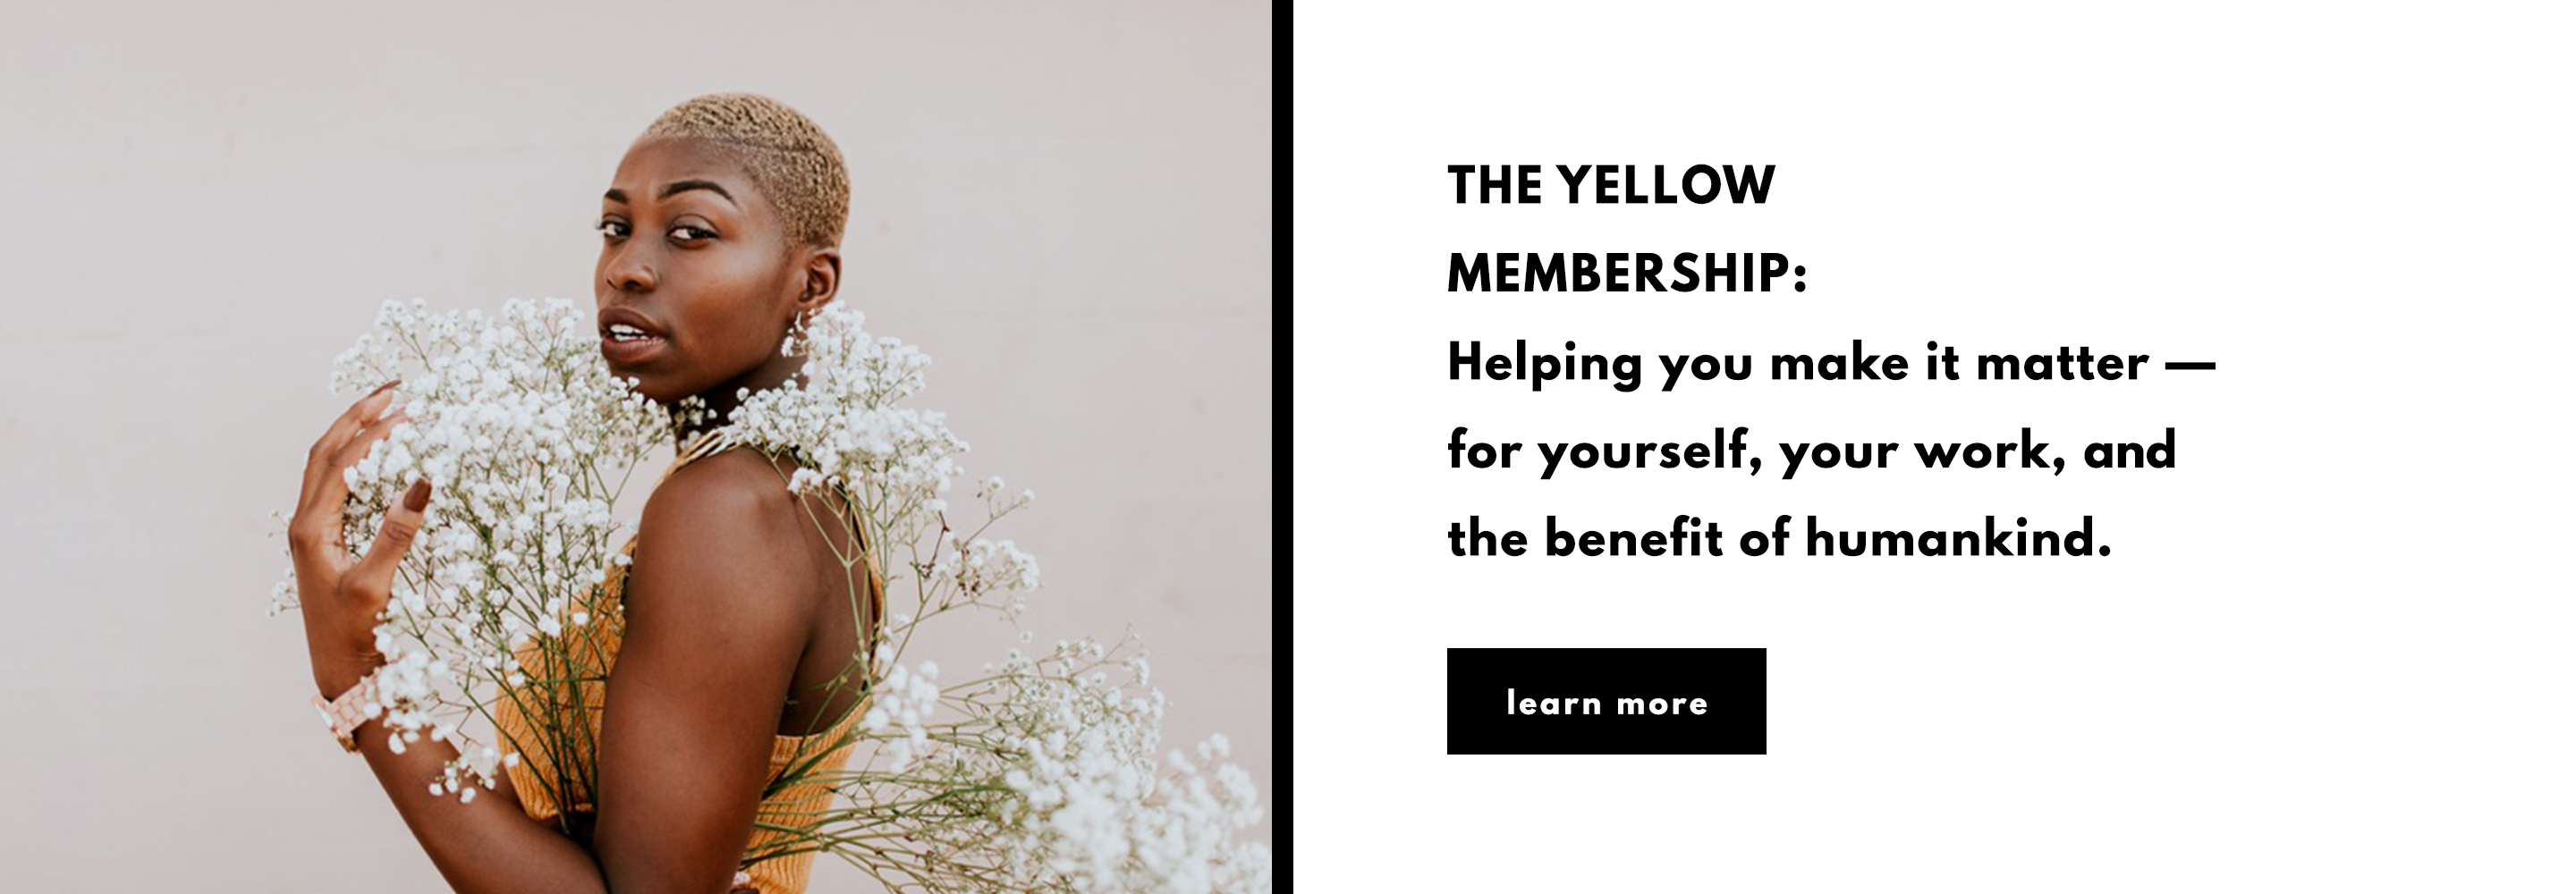 THE YELLOW
MEMBERSHIP:
Helping you make it matter —
for yourself, your work, and
the benefit of humankind.
learn more